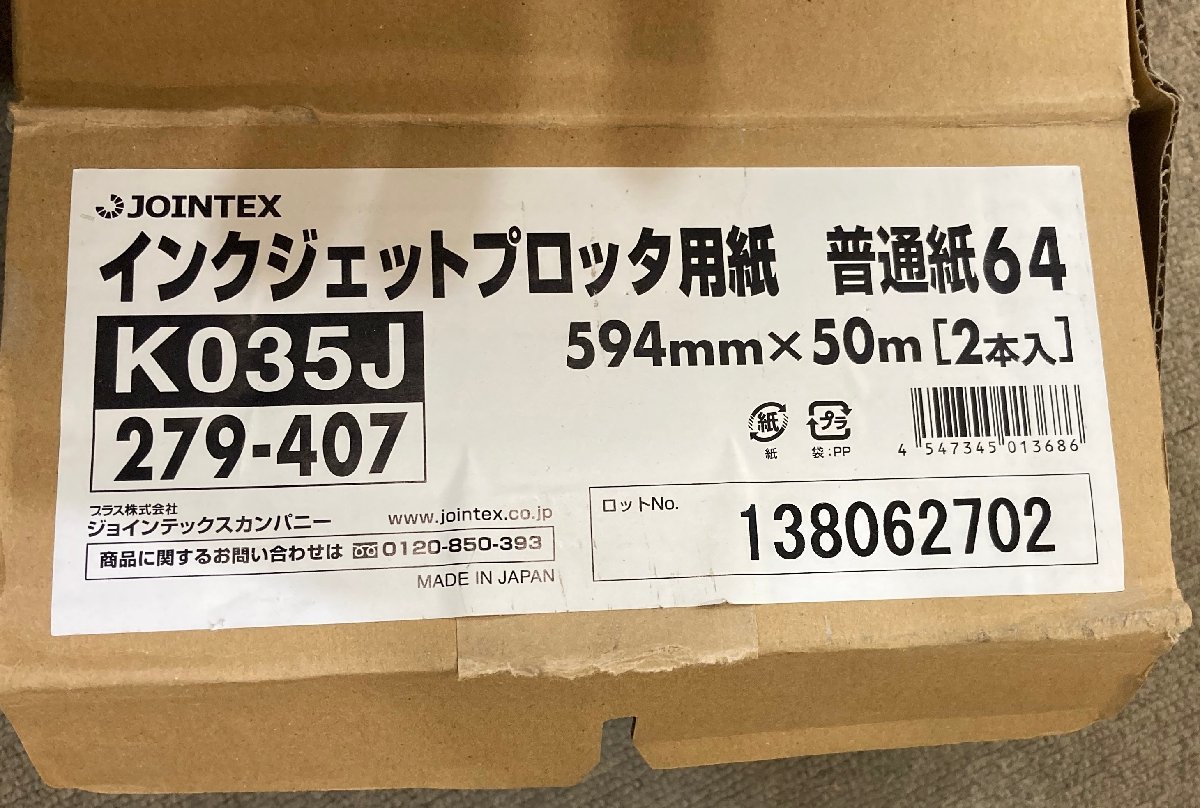 JOINTEX
インクジェットプロッタ用紙 普通紙64
K035J
594mm×50m［2本入］
279-407
紙
紙
プラ
袋:PP
4 547345 013686
プラス株式会社
ジョインテックスカンパニー
www.jointex.co.jp
商品に関するお問い合わせは 0120-850-393
MADE IN JAPAN
ロットNo.
138062702